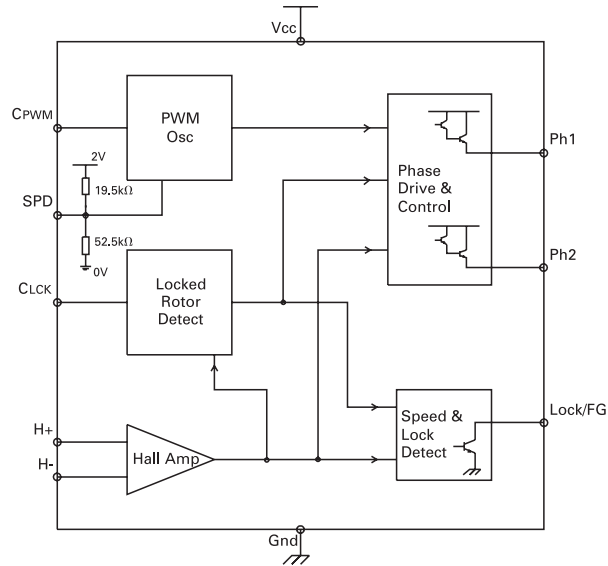 Vcc
CPWM
PWM
Osc
2V
19.5kΩ
SPD
52.5kΩ
0V
CLCK
Locked
Rotor
Detect
H+
H-
Hall Amp
Phase
Drive &
Control
Ph1
Ph2
Speed &
Lock
Detect
Lock/FG
Gnd